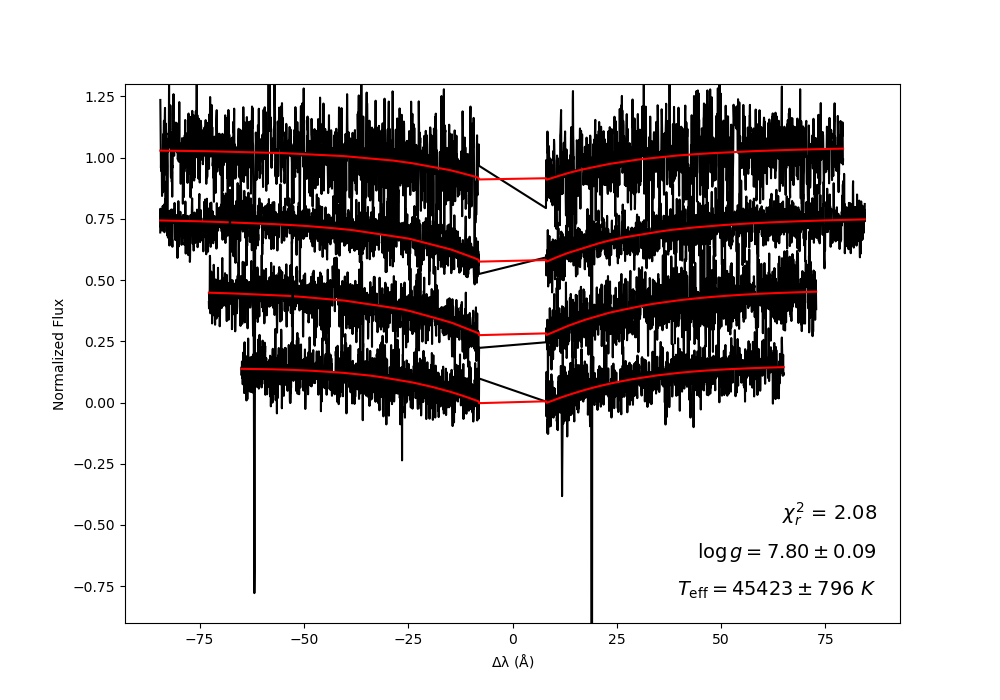 1.25
1.00
0.75
0.50
0.25
0.00
−0.25
−0.50
−0.75
Normalized Flux
χ²ᵣ = 2.08
log g = 7.80 ± 0.09
T_eff = 45423 ± 796 K
−75 −50 −25 0 25 50 75
Δλ (Å)